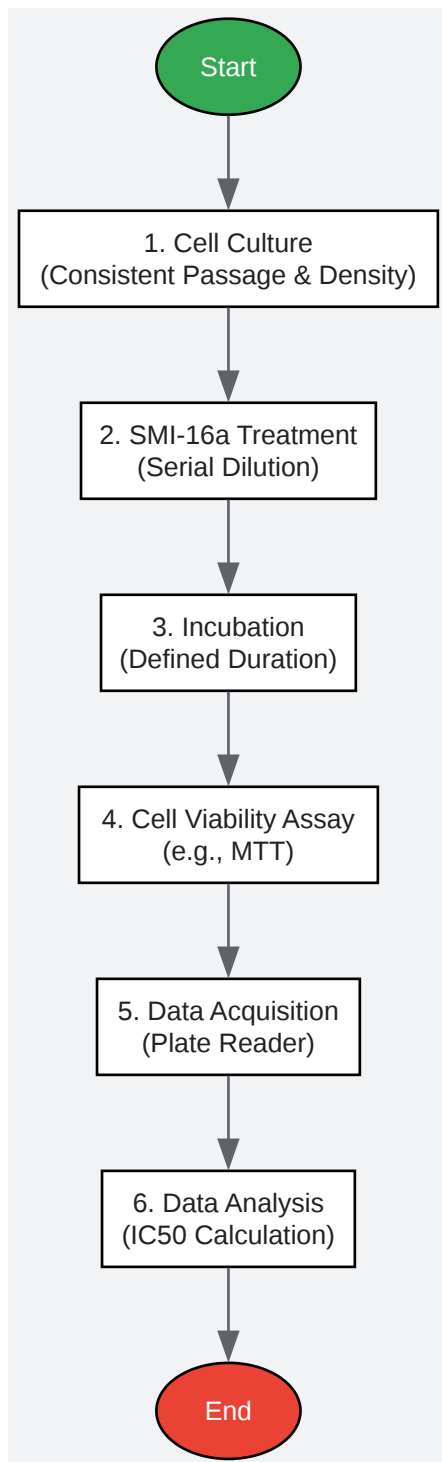 Start
1. Cell Culture
(Consistent Passage & Density)
2. SMI-16a Treatment
(Serial Dilution)
3. Incubation
(Defined Duration)
4. Cell Viability Assay
(e.g., MTT)
5. Data Acquisition
(Plate Reader)
6. Data Analysis
(IC50 Calculation)
End